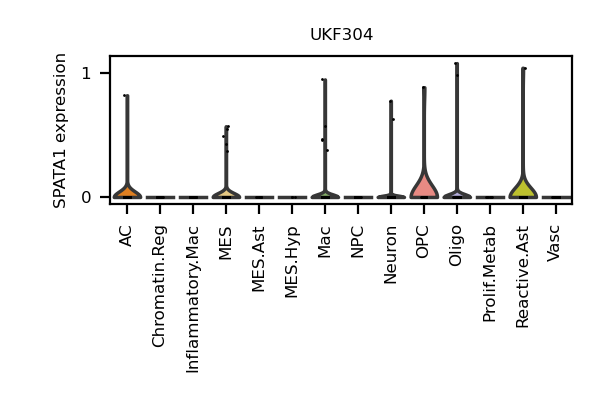 UKF304
SPATA1 expression
1
0
AC
Chromatin.Reg
Inflammatory.Mac
MES
MES.Ast
MES.Hyp
Mac
NPC
Neuron
OPC
Oligo
Prolif.Metab
Reactive.Ast
Vasc